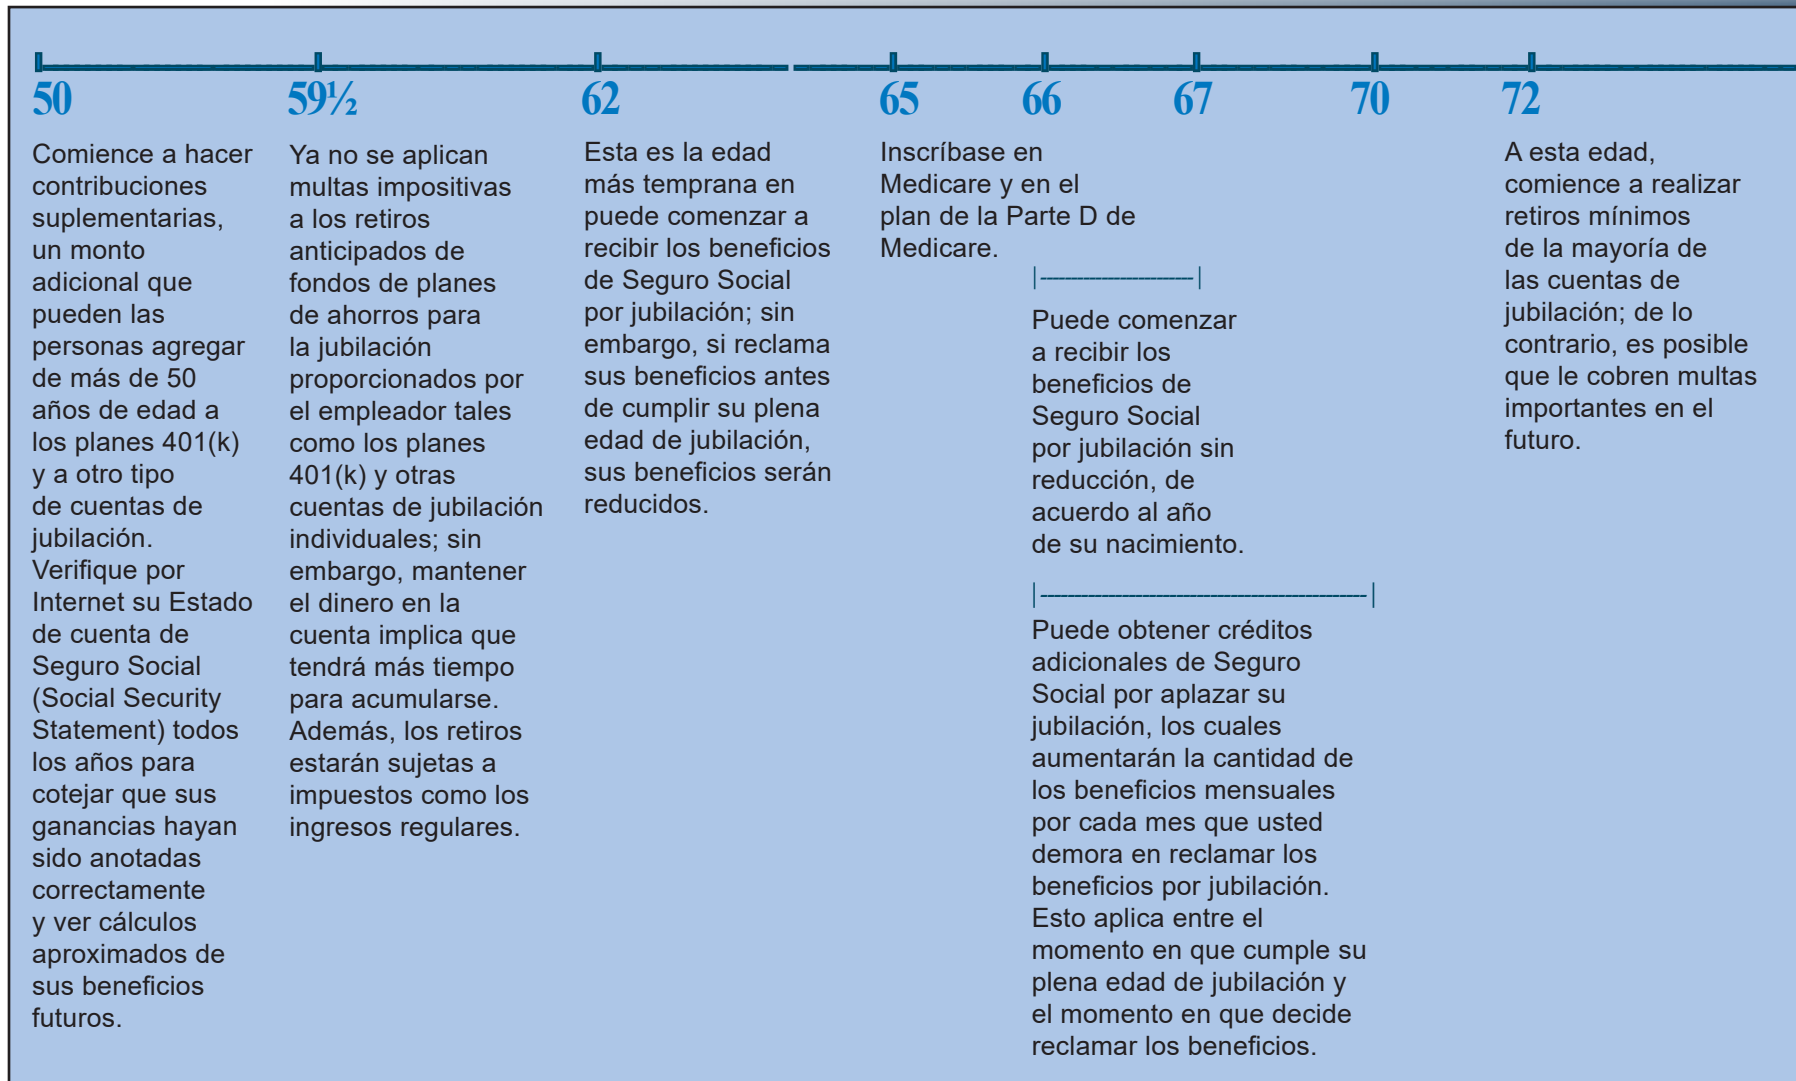 50
Comience a hacer
contribuciones
suplementarias,
un monto
adicional que
pueden las
personas agregar
de más de 50
años de edad a
los planes 401(k)
y a otro tipo
de cuentas de
jubilación.
Verifique por
Internet su Estado
de cuenta de
Seguro Social
(Social Security
Statement) todos
los años para
cotejar que sus
ganancias hayan
sido anotadas
correctamente
y ver cálculos
aproximados de
sus beneficios
futuros.
59½
Ya no se aplican
multas impositivas
a los retiros
anticipados de
fondos de planes
de ahorros para
la jubilación
proporcionados por
el empleador tales
como los planes
401(k) y otras
cuentas de jubilación
individuales; sin
embargo, mantener
el dinero en la
cuenta implica que
tendrá más tiempo
para acumularse.
Además, los retiros
estarán sujetas a
impuestos como los
ingresos regulares.
62
Esta es la edad
más temprana en
puede comenzar a
recibir los beneficios
de Seguro Social
por jubilación; sin
embargo, si reclama
sus beneficios antes
de cumplir su plena
edad de jubilación,
sus beneficios serán
reducidos.
65
Inscríbase en
Medicare y en el
plan de la Parte D de
Medicare.
66
67
70
Puede comenzar
a recibir los
beneficios de
Seguro Social
por jubilación sin
reducción, de
acuerdo al año
de su nacimiento.
Puede obtener créditos
adicionales de Seguro
Social por aplazar su
jubilación, los cuales
aumentarán la cantidad de
los beneficios mensuales
por cada mes que usted
demora en reclamar los
beneficios por jubilación.
Esto aplica entre el
momento en que cumple su
plena edad de jubilación y
el momento en que decide
reclamar los beneficios.
72
A esta edad,
comience a realizar
retiros mínimos
de la mayoría de
las cuentas de
jubilación; de lo
contrario, es posible
que le cobren multas
importantes en el
futuro.